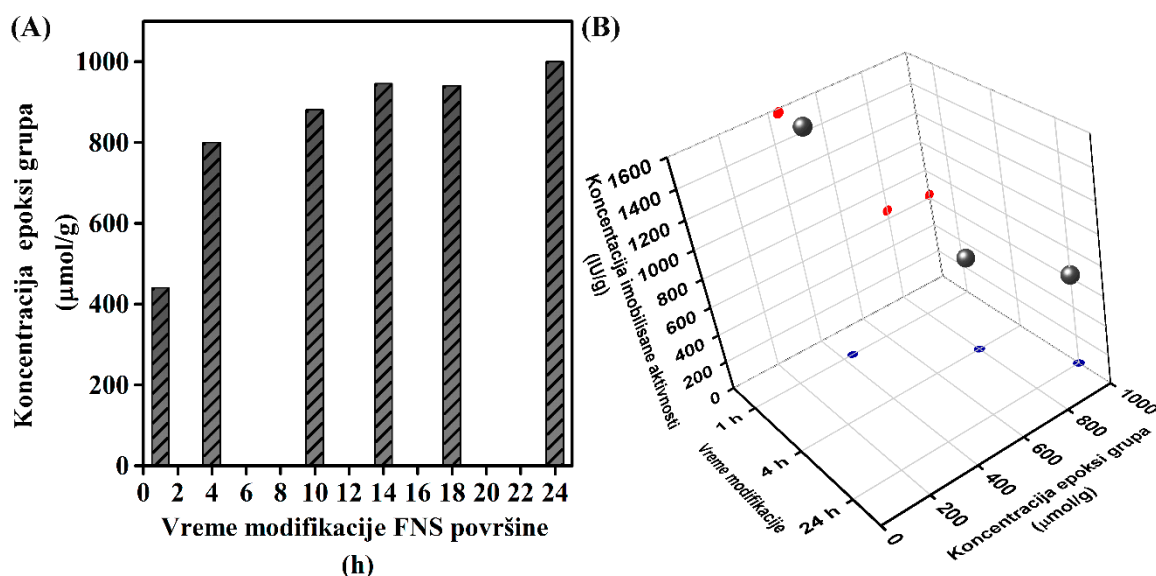 (A)
Koncentracija epoksi grupa
(µmol/g)
1000
800
600
400
200
0
0 2 4 6 8 10 12 14 16 18 20 22 24
Vreme modifikacije FNS površine
(h)
(B)
Koncentacija imobilisane aktivnosti
(IU/g)
1600
1400
1200
1000
800
600
400
200
0
1 h
4 h
24 h
Vreme modifikacije
0
200
400
600
800
1000
Koncentracija epoksi grupa
(µmol/g)